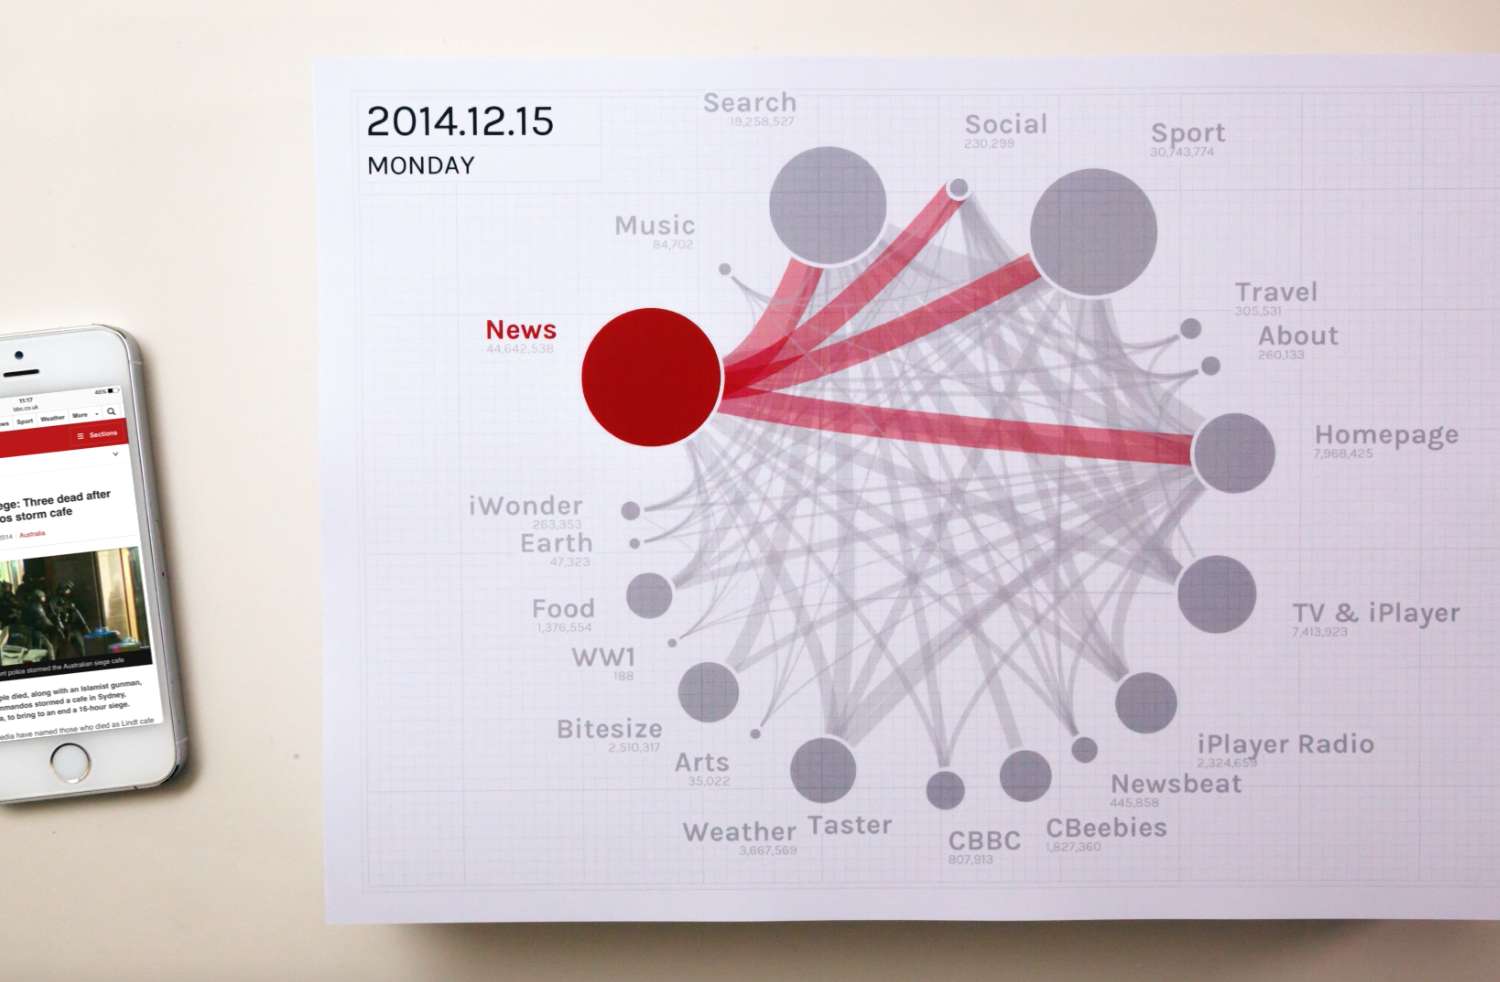 2014.12.15
MONDAY
Search
19,258,527
Social
230,299
Sport
30,743,774
Music
84,702
News
44,642,538
Travel
305,531
About
260,133
Homepage
7,968,425
iWonder
263,353
Earth
47,323
Food
1,376,554
WW1
188
TV & iPlayer
7,413,923
Bitesize
2,510,317
Arts
35,022
iPlayer Radio
2,324,659
Newsbeat
445,858
Weather
3,667,569
Taster
CBBC
807,913
CBeebies
1,827,360
11:17
bbc.co.uk
Sport Weather More
Sections
ege: Three dead after
os storm cafe
2014 Australia
police stormed the Australian siege cafe
ple died, along with an Islamist gunman,
mmandos stormed a cafe in Sydney,
, to bring to an end a 16-hour siege.
edia have named those who died as Lindt cafe